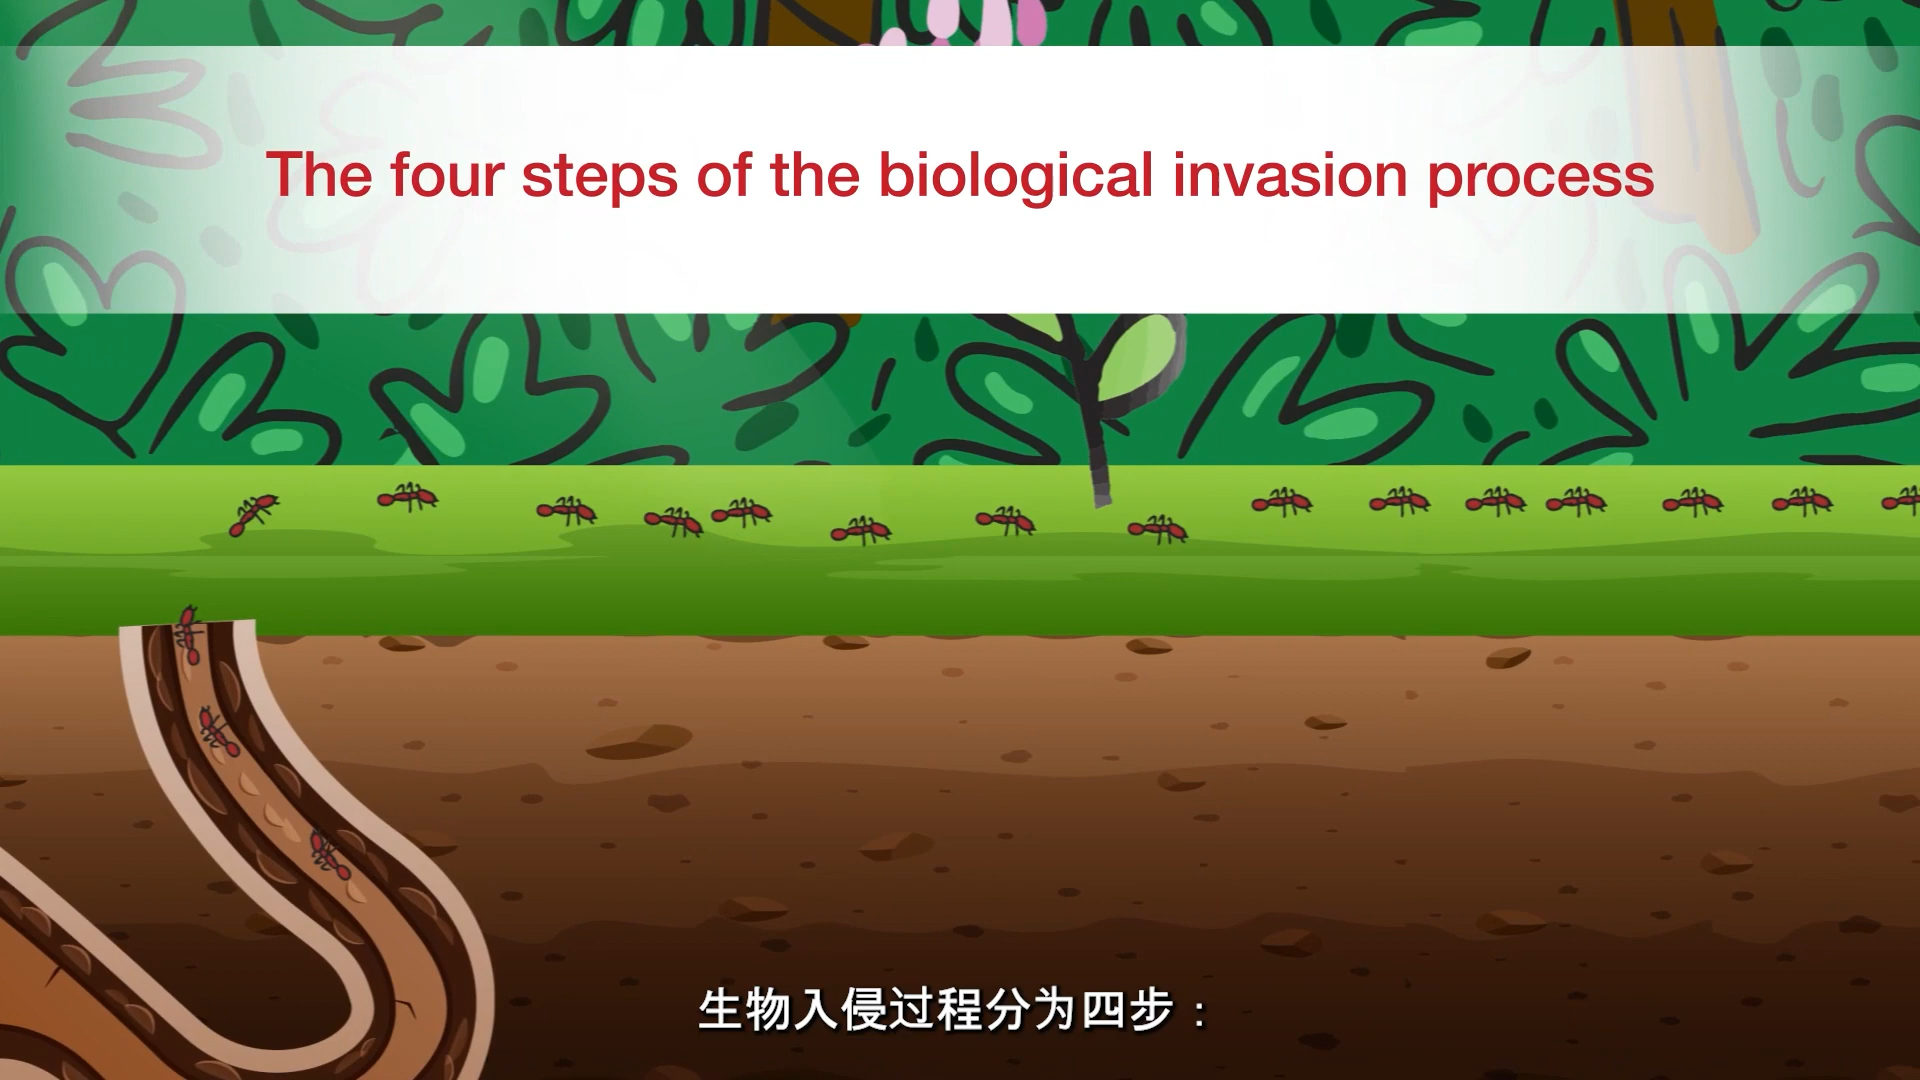 The four steps of the biological invasion process
生物入侵过程分为四步：